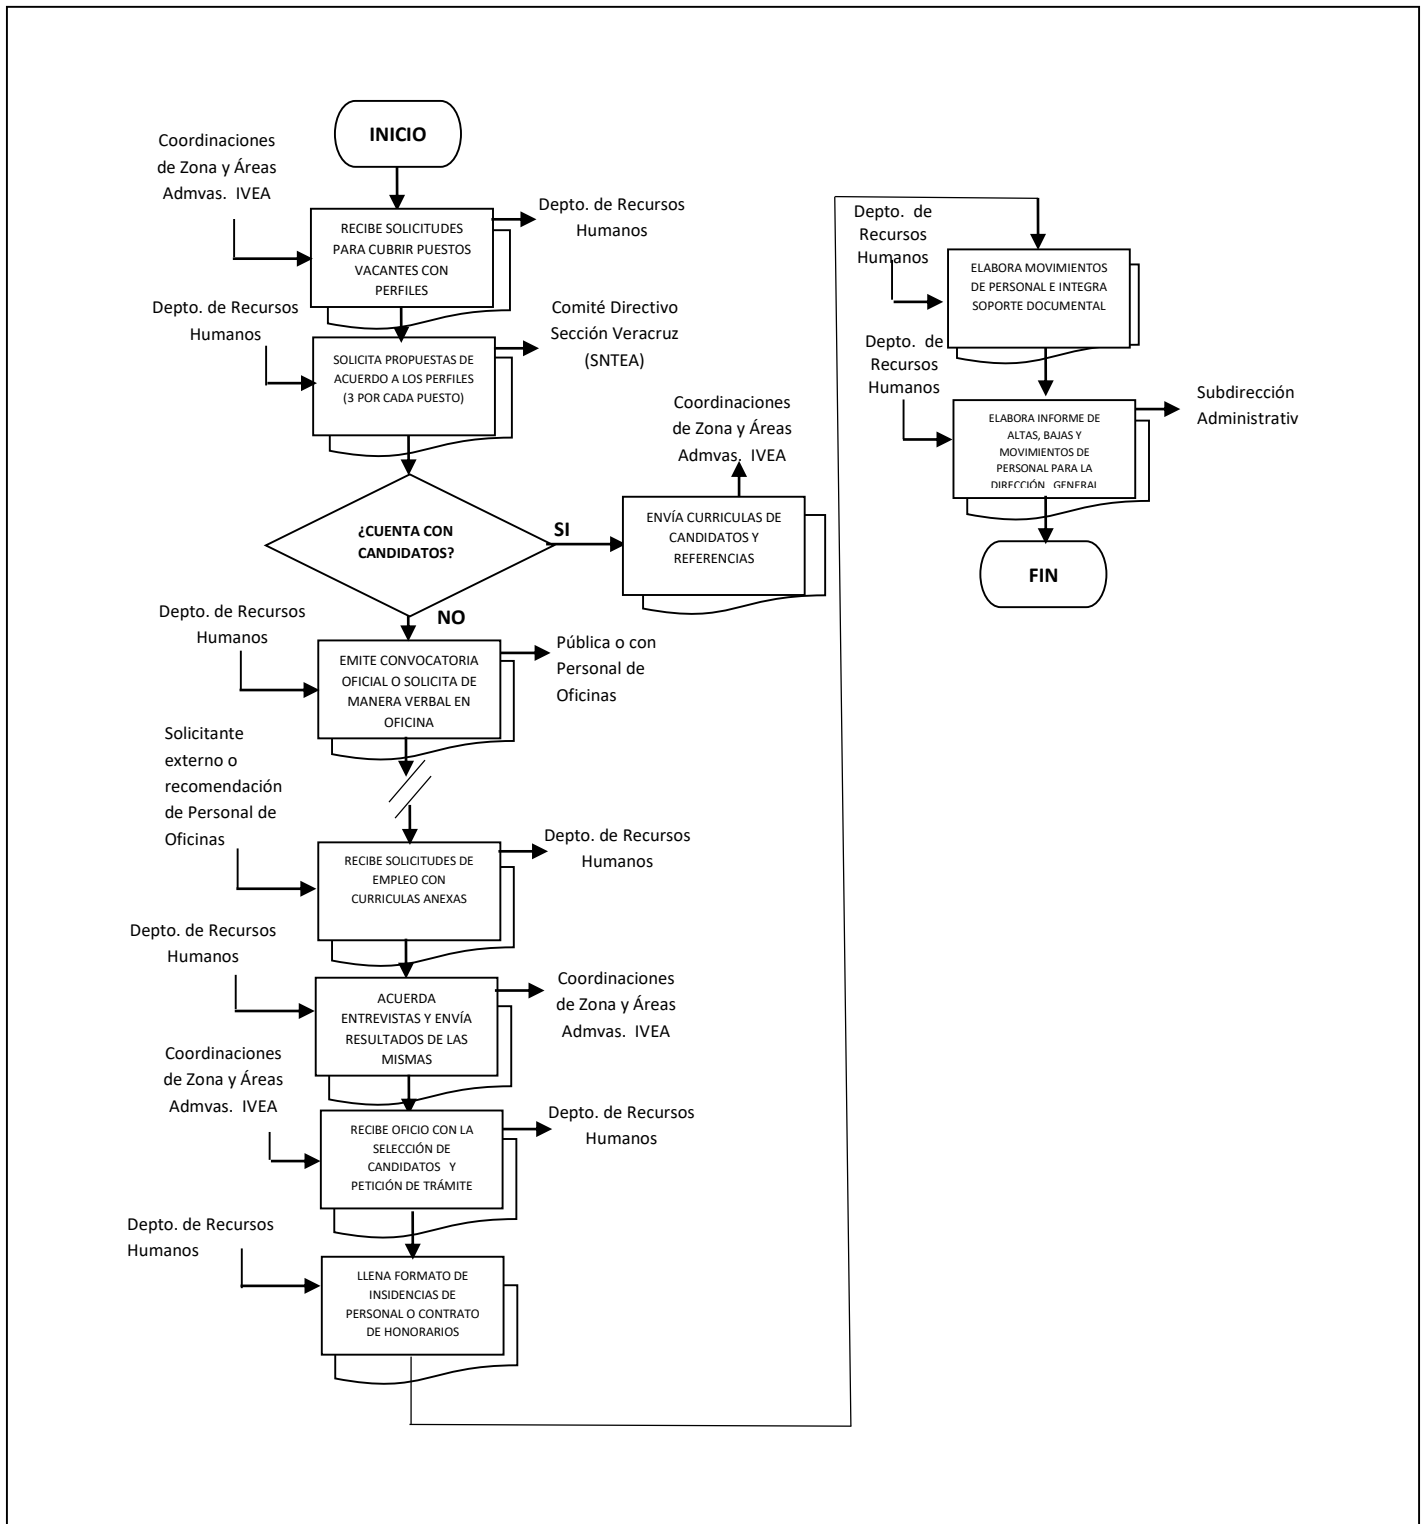 INICIO
Coordinaciones
de Zona y Áreas
Admvas. IVEA
RECIBE SOLICITUDES
PARA CUBRIR PUESTOS
VACANTES CON
PERFILES
Depto. de Recursos
Humanos
Depto. de Recursos
Humanos
SOLICITA PROPUESTAS DE
ACUERDO A LOS PERFILES
(3 POR CADA PUESTO)
Comité Directivo
Sección Veracruz
(SNTEA)
¿CUENTA CON
CANDIDATOS?
SI
Coordinaciones
de Zona y Áreas
Admvas. IVEA
ENVÍA CURRICULAS DE
CANDIDATOS Y
REFERENCIAS
NO
Depto. de Recursos
Humanos
EMITE CONVOCATORIA
OFICIAL O SOLICITA DE
MANERA VERBAL EN
OFICINA
Pública o con
Personal de
Oficinas
Solicitante
externo o
recomendación
de Personal de
Oficinas
RECIBE SOLICITUDES DE
EMPLEO CON
CURRICULAS ANEXAS
Depto. de Recursos
Humanos
Depto. de Recursos
Humanos
ACUERDA
ENTREVISTAS Y ENVÍA
RESULTADOS DE LAS
MISMAS
Coordinaciones
de Zona y Áreas
Admvas. IVEA
Coordinaciones
de Zona y Áreas
Admvas. IVEA
RECIBE OFICIO CON LA
SELECCIÓN DE
CANDIDATOS Y
PETICIÓN DE TRÁMITE
Depto. de Recursos
Humanos
Depto. de Recursos
Humanos
LLENA FORMATO DE
INSIDENCIAS DE
PERSONAL O CONTRATO
DE HONORARIOS
Depto. de
Recursos
Humanos
ELABORA MOVIMIENTOS
DE PERSONAL E INTEGRA
SOPORTE DOCUMENTAL
Depto. de
Recursos
Humanos
ELABORA INFORME DE
ALTAS, BAJAS Y
MOVIMIENTOS DE
PERSONAL PARA LA
DIRECCIÓN GENERAL
Subdirección
Administrativ
FIN